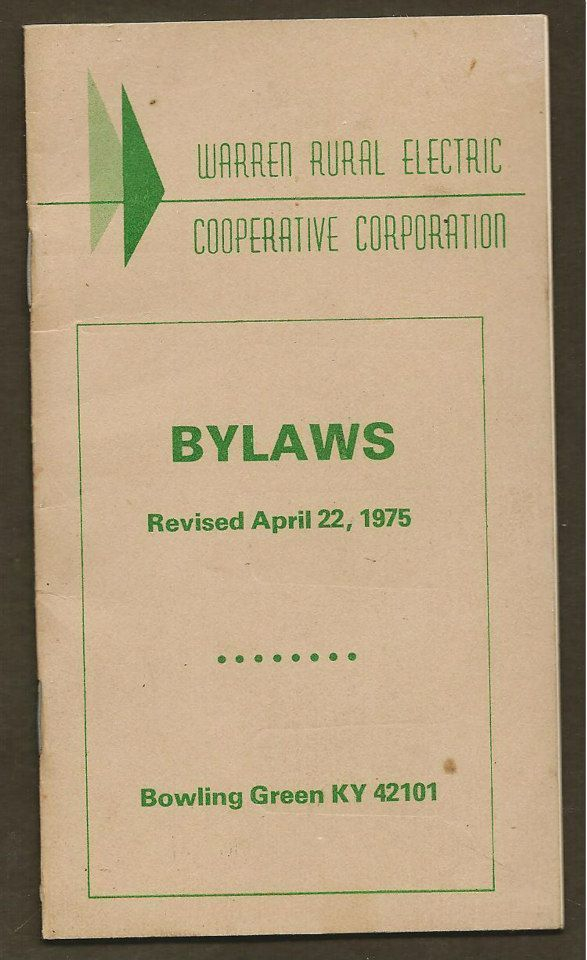 WARREN RURAL ELECTRIC
COOPERATIVE CORPORATION
BYLAWS
Revised April 22, 1975
........
Bowling Green KY 42101